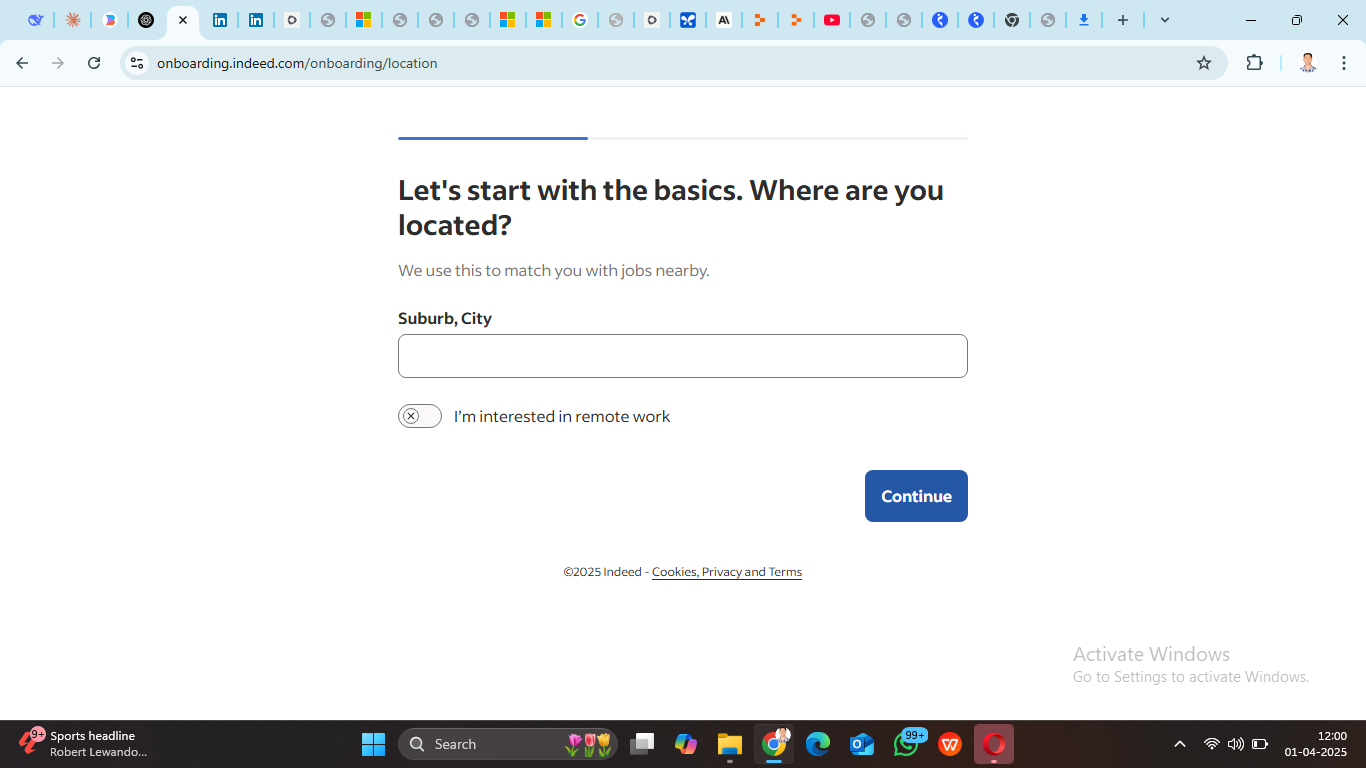 onboarding.indeed.com/onboarding/location
Let's start with the basics. Where are you
located?
We use this to match you with jobs nearby.
Suburb, City
I'm interested in remote work
Continue
©2025 Indeed - Cookies, Privacy and Terms
Activate Windows
Go to Settings to activate Windows.
9+
Sports headline
Robert Lewando...
Search
99+
12:00
01-04-2025